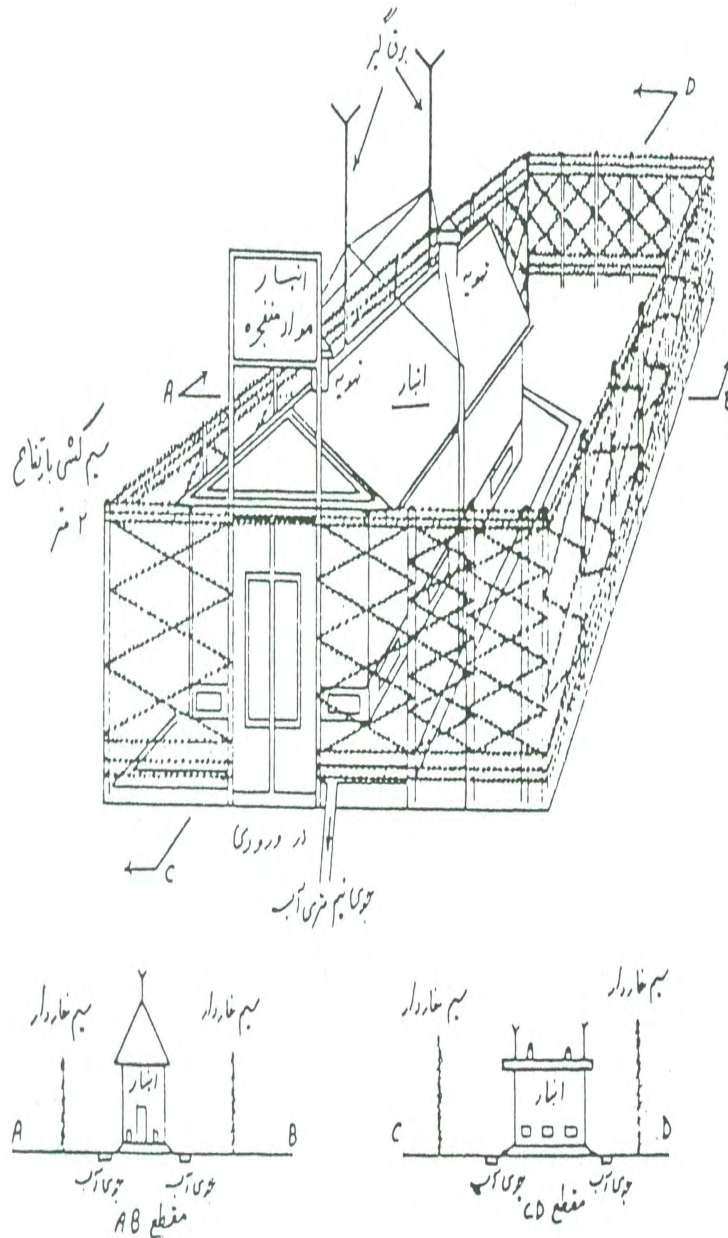 برق گیر
D
انبار
مواد منفجره
تهویه
A
تهویه
انبار
سیم کشی بارتفاع
۲ متر
در ورودی
C
جوی نیم متری آب
سیم خاردار
سیم خاردار
انبار
A
B
جوی آب
جوی آب
مقطع AB
سیم خاردار
سیم خاردار
انبار
C
D
جوی آب
جوی آب
مقطع CD